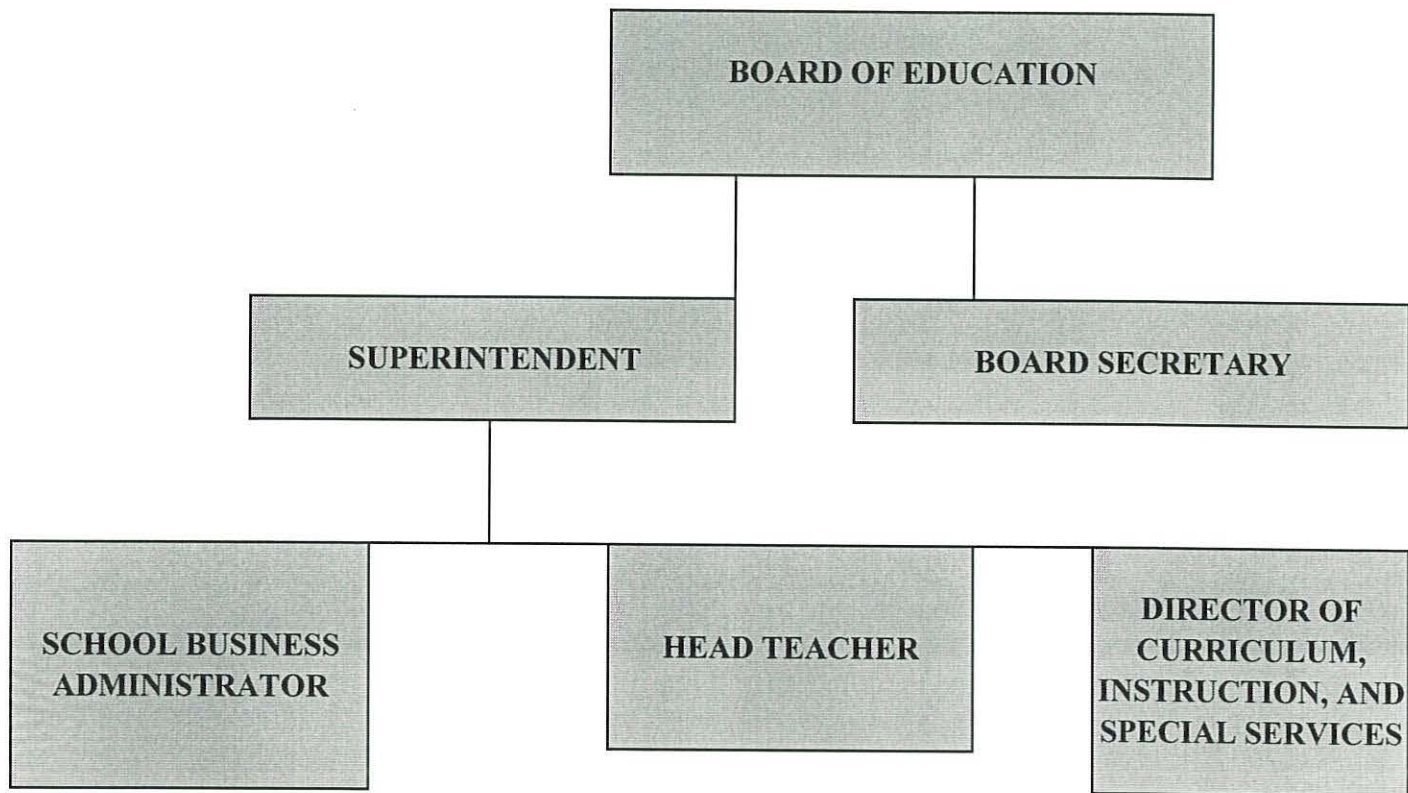 BOARD OF EDUCATION
SUPERINTENDENT
BOARD SECRETARY
SCHOOL BUSINESS
ADMINISTRATOR
HEAD TEACHER
DIRECTOR OF
CURRICULUM,
INSTRUCTION, AND
SPECIAL SERVICES